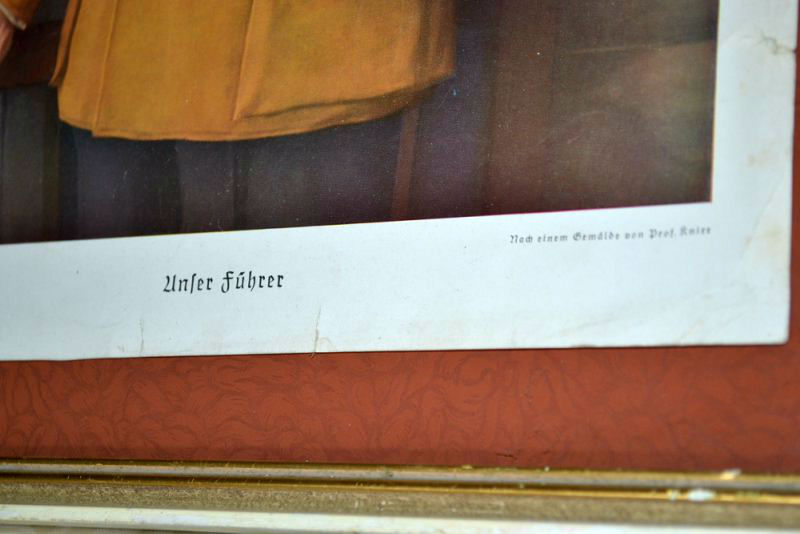 Nach einem Gemälde von Prof. Knirr
Unser Führer